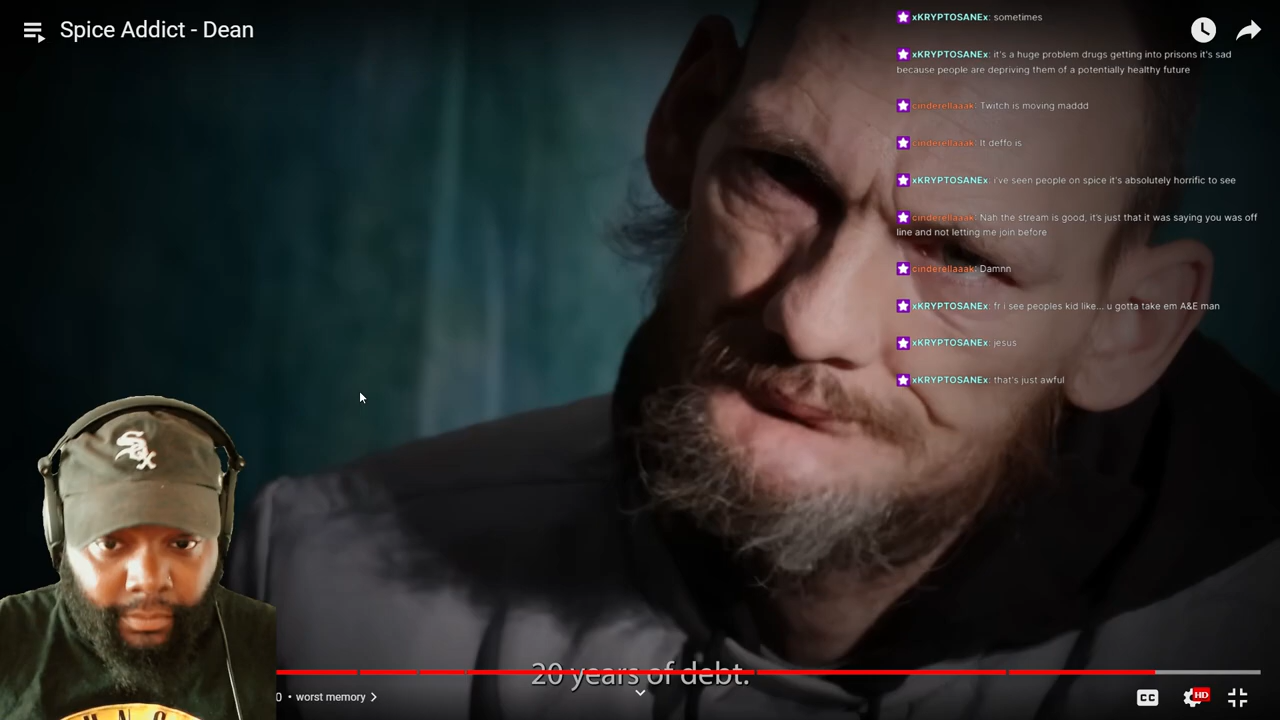 Spice Addict - Dean
xKRYPTOSANEx: sometimes
xKRYPTOSANEx: it's a huge problem drugs getting into prisons it's sad
because people are depriving them of a potentially healthy future
cinderellaaak: Twitch is moving maddd
cinderellaaak: It deffo is
xKRYPTOSANEx: i've seen people on spice it's absolutely horrific to see
cinderellaaak: Nah the stream is good, it's just that it was saying you was off
line and not letting me join before
cinderellaaak: Damnn
xKRYPTOSANEx: fr i see peoples kid like... u gotta take em A&E man
xKRYPTOSANEx: jesus
xKRYPTOSANEx: that's just awful
Sox
20 years of debt.
0 • worst memory
CC
HD